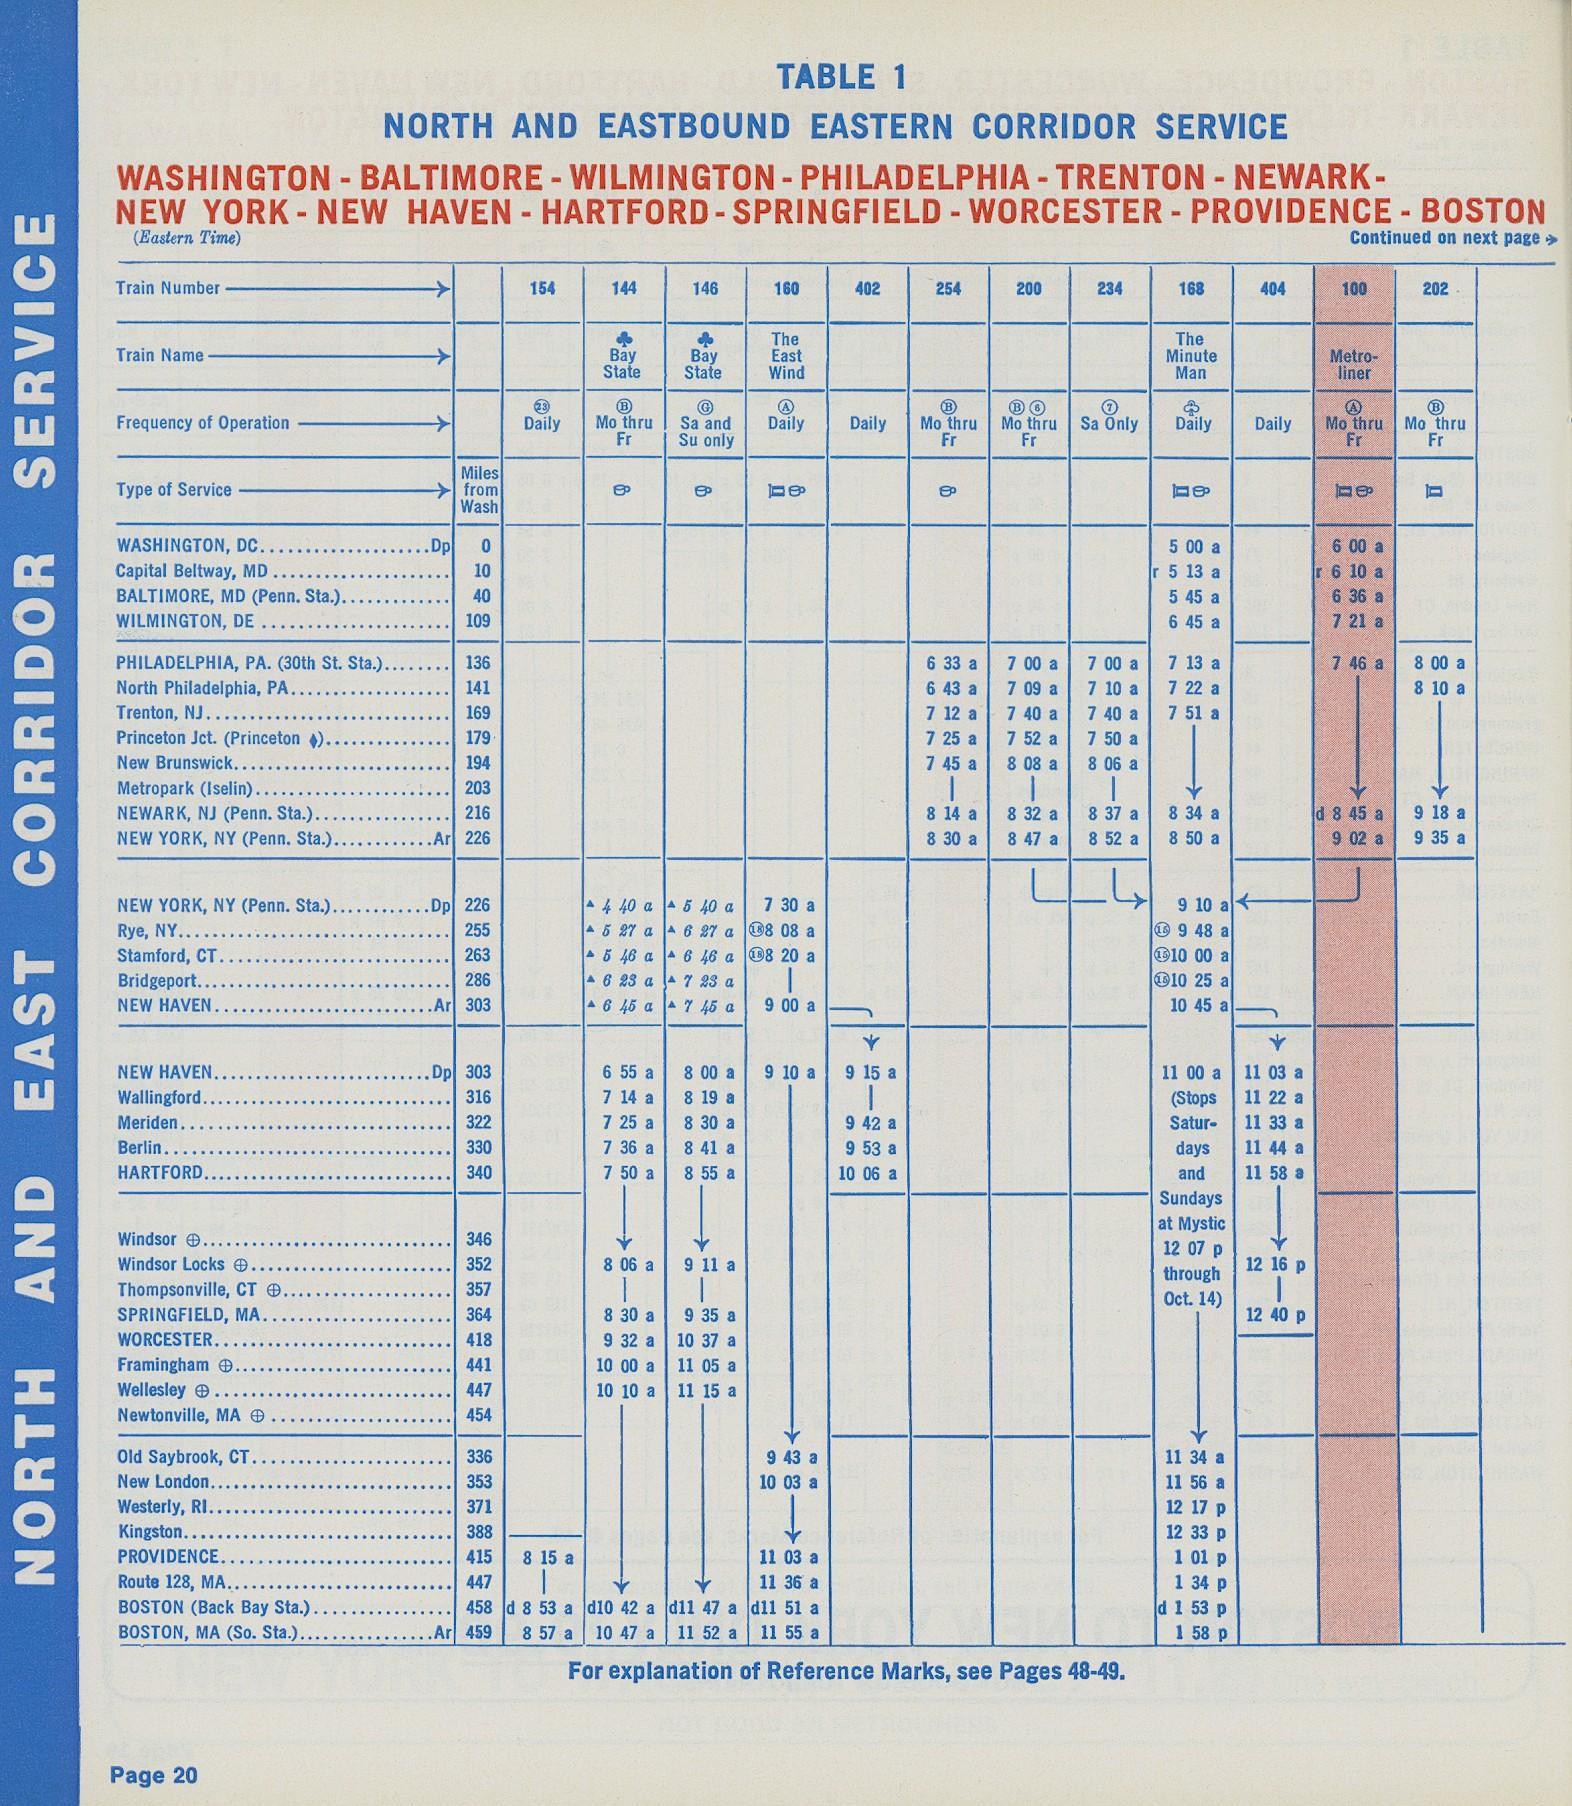 NORTH AND EAST CORRIDOR SERVICE
TABLE 1
NORTH AND EASTBOUND EASTERN CORRIDOR SERVICE
WASHINGTON - BALTIMORE - WILMINGTON - PHILADELPHIA - TRENTON - NEWARK -
NEW YORK - NEW HAVEN - HARTFORD - SPRINGFIELD - WORCESTER - PROVIDENCE - BOSTON
(Eastern Time)
Continued on next page
Train Number 154 144 146 160 402 254 200 234 168 404 100 202
Train Name ♣ Bay State ♣ Bay State The East Wind The Minute Man Metro-liner
Frequency of Operation ㉓ Daily Ⓑ Mo thru Fr Ⓖ Sa and Su only Ⓐ Daily Daily Ⓑ Mo thru Fr Ⓑ ⑥ Mo thru Fr ⑦ Sa Only ♧ Daily Daily Ⓐ Mo thru Fr Ⓑ Mo thru Fr
Type of Service Miles from Wash
WASHINGTON, DC Dp 0 5 00 a 6 00 a
Capital Beltway, MD 10 r 5 13 a r 6 10 a
BALTIMORE, MD (Penn. Sta.) 40 5 45 a 6 36 a
WILMINGTON, DE 109 6 45 a 7 21 a
PHILADELPHIA, PA. (30th St. Sta.) 136 6 33 a 7 00 a 7 00 a 7 13 a 7 46 a 8 00 a
North Philadelphia, PA 141 6 43 a 7 09 a 7 10 a 7 22 a 8 10 a
Trenton, NJ 169 7 12 a 7 40 a 7 40 a 7 51 a
Princeton Jct. (Princeton ♦) 179 7 25 a 7 52 a 7 50 a
New Brunswick 194 7 45 a 8 08 a 8 06 a
Metropark (Iselin) 203
NEWARK, NJ (Penn. Sta.) 216 8 14 a 8 32 a 8 37 a 8 34 a d 8 45 a 9 18 a
NEW YORK, NY (Penn. Sta.) Ar 226 8 30 a 8 47 a 8 52 a 8 50 a 9 02 a 9 35 a
NEW YORK, NY (Penn. Sta.) Dp 226 ▲ 4 40 a ▲ 5 40 a 7 30 a 9 10 a
Rye, NY 255 ▲ 5 27 a ▲ 6 27 a ⑱8 08 a ⑮ 9 48 a
Stamford, CT 263 ▲ 5 46 a ▲ 6 46 a ⑱8 20 a ⑮10 00 a
Bridgeport 286 ▲ 6 23 a ▲ 7 23 a ⑮10 25 a
NEW HAVEN Ar 303 ▲ 6 45 a ▲ 7 45 a 9 00 a 10 45 a
NEW HAVEN Dp 303 6 55 a 8 00 a 9 10 a 9 15 a 11 00 a 11 03 a
Wallingford 316 7 14 a 8 19 a (Stops 11 22 a
Meriden 322 7 25 a 8 30 a 9 42 a Satur- 11 33 a
Berlin 330 7 36 a 8 41 a 9 53 a days 11 44 a
HARTFORD 340 7 50 a 8 55 a 10 06 a and 11 58 a
Sundays
at Mystic
Windsor ⊕ 346 12 07 p
Windsor Locks ⊕ 352 8 06 a 9 11 a through 12 16 p
Thompsonville, CT ⊕ 357 Oct. 14)
SPRINGFIELD, MA 364 8 30 a 9 35 a 12 40 p
WORCESTER 418 9 32 a 10 37 a
Framingham ⊕ 441 10 00 a 11 05 a
Wellesley ⊕ 447 10 10 a 11 15 a
Newtonville, MA ⊕ 454
Old Saybrook, CT 336 9 43 a 11 34 a
New London 353 10 03 a 11 56 a
Westerly, RI 371 12 17 p
Kingston 388 12 33 p
PROVIDENCE 415 8 15 a 11 03 a 1 01 p
Route 128, MA 447 11 36 a 1 34 p
BOSTON (Back Bay Sta.) 458 d 8 53 a d10 42 a d11 47 a d11 51 a d 1 53 p
BOSTON, MA (So. Sta.) Ar 459 8 57 a 10 47 a 11 52 a 11 55 a 1 58 p
For explanation of Reference Marks, see Pages 48-49.
Page 20